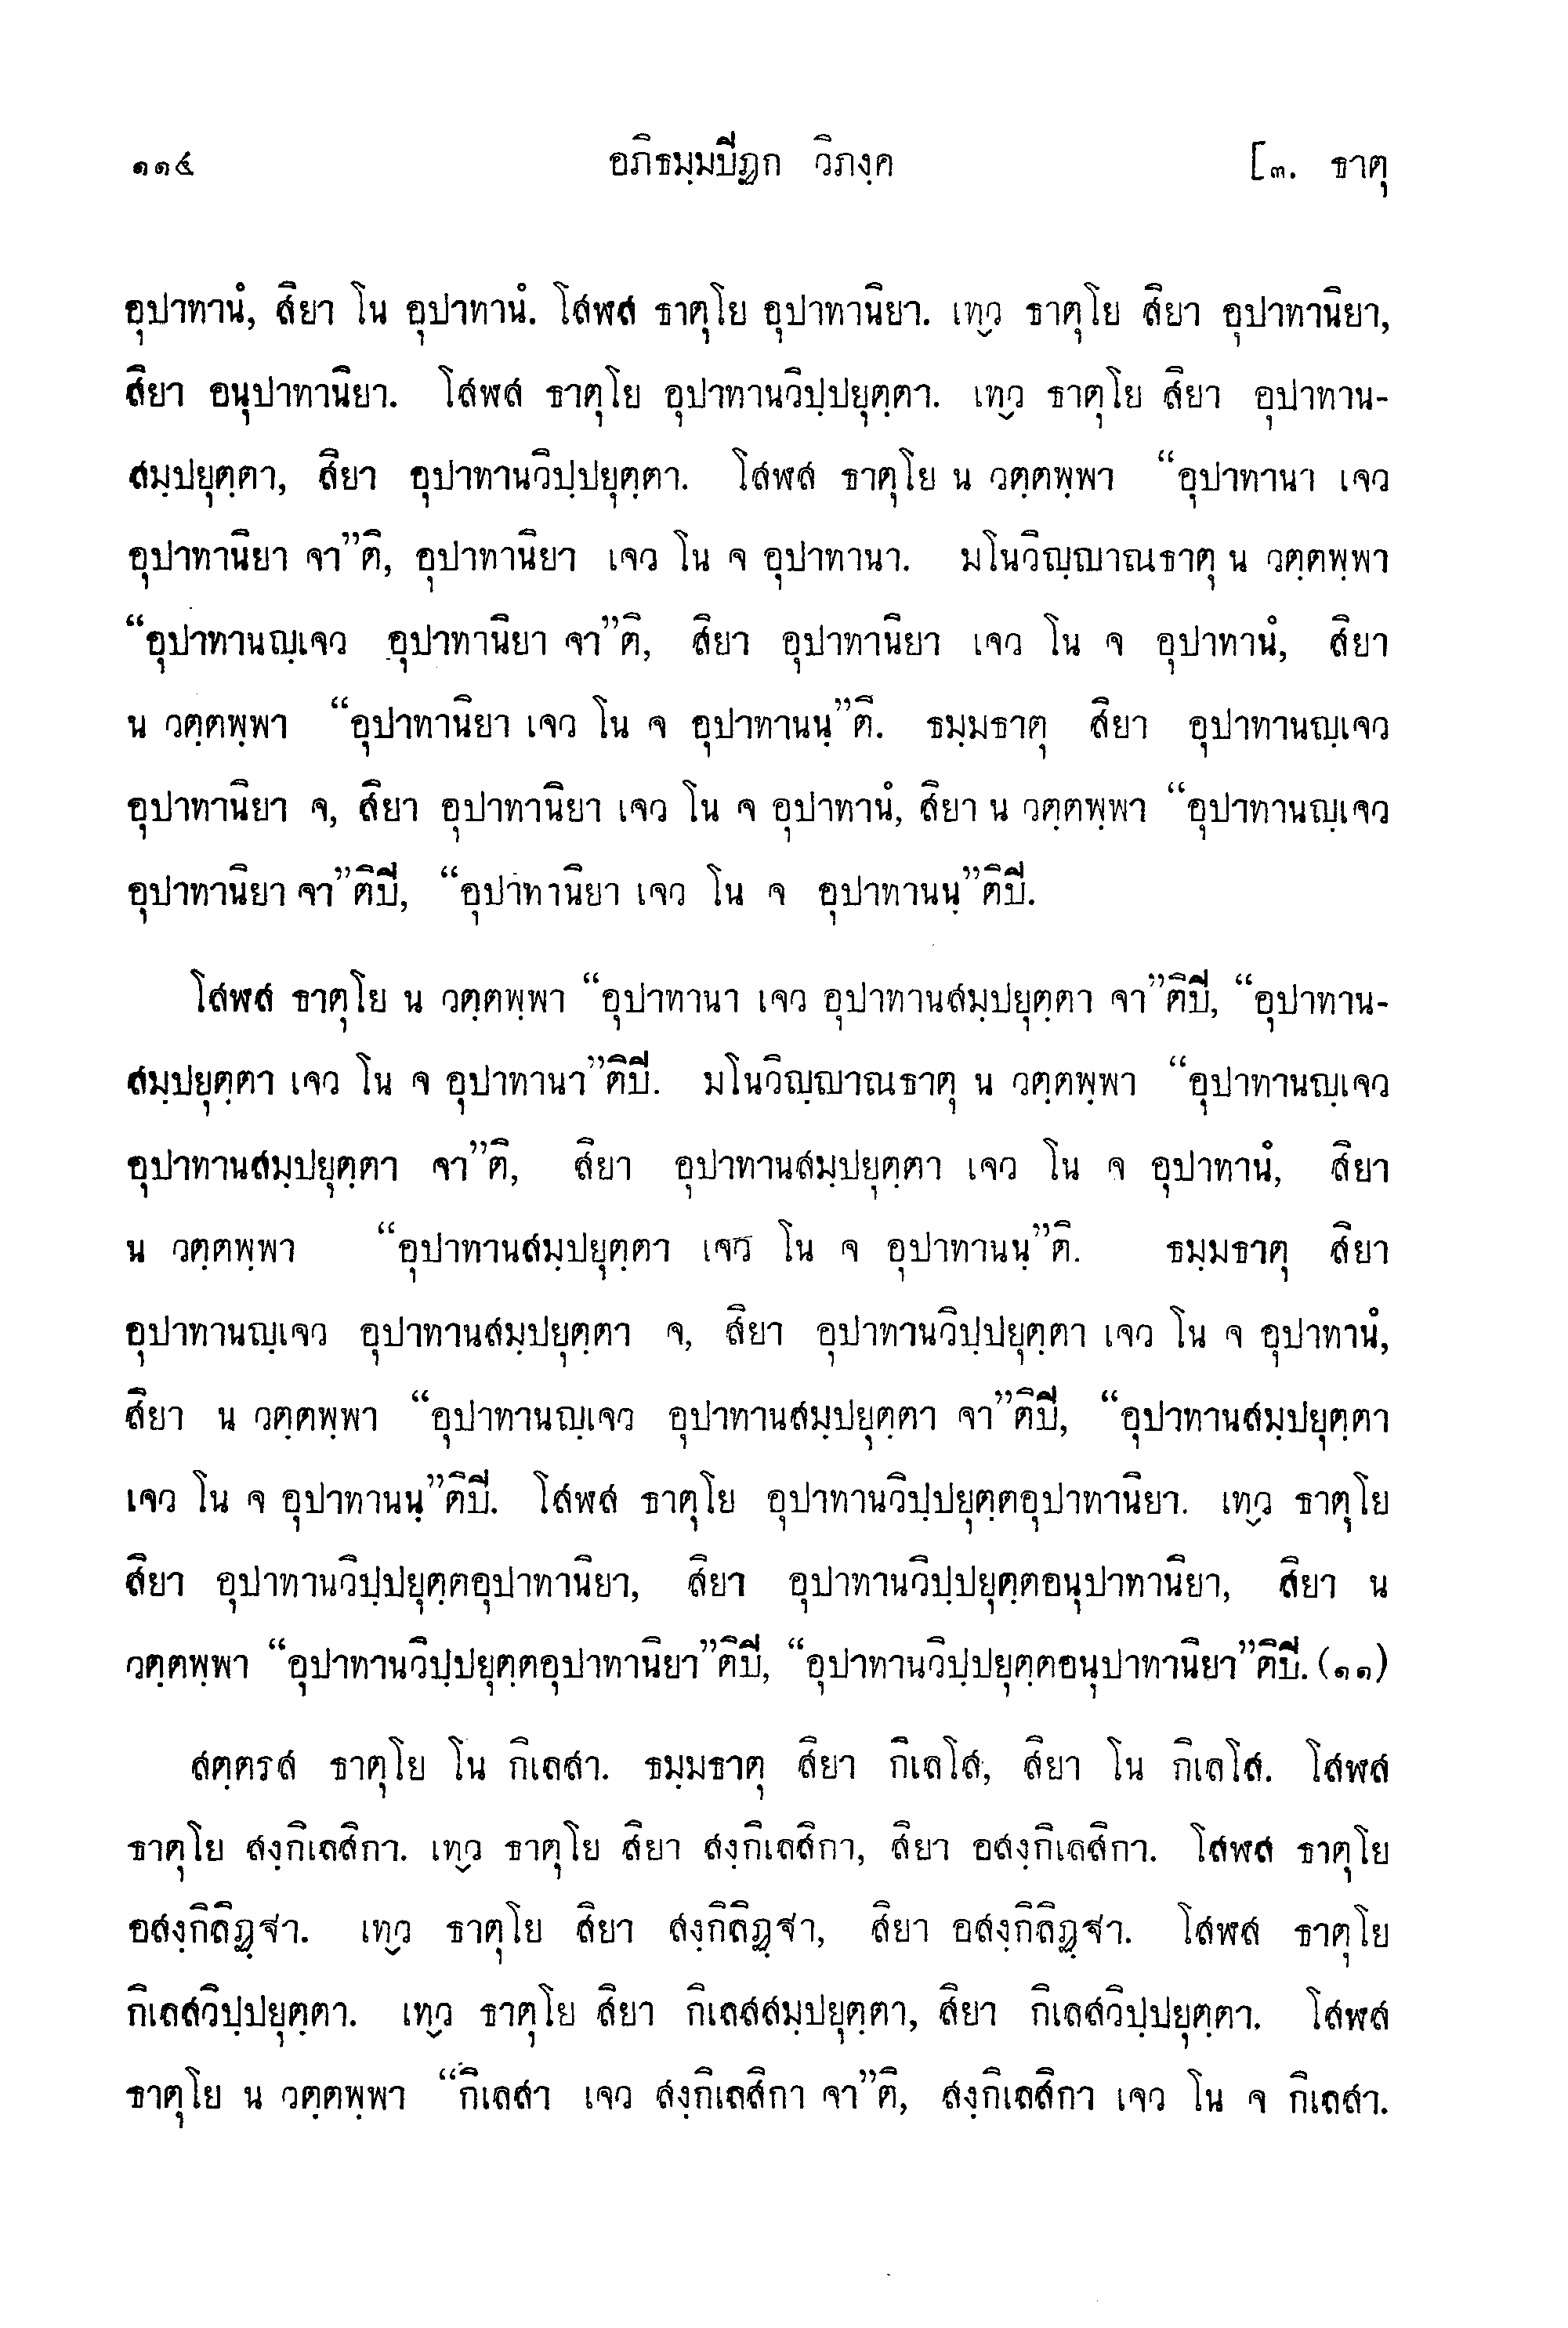 ๑๑๔ อภิธมฺมปิฏก วิภงฺค [๓. ธาตุ
อุปาทานํ, สิยา โน อุปาทานํ. โสฬส ธาตุโย อุปาทานิยา. เทฺว ธาตุโย สิยา อุปาทานิยา,
สิยา อนุปาทานิยา. โสฬส ธาตุโย อุปาทานวิปฺปยุตฺตา. เทฺว ธาตุโย สิยา อุปาทาน-
สมฺปยุตฺตา, สิยา อุปาทานวิปฺปยุตฺตา. โสฬส ธาตุโย น วตฺตพฺพา “อุปาทานา เจว
อุปาทานิยา จา”ติ, อุปาทานิยา เจว โน จ อุปาทานา. มโนวิญฺญาณธาตุ น วตฺตพฺพา
“อุปาทานญฺเจว อุปาทานิยา จา”ติ, สิยา อุปาทานิยา เจว โน จ อุปาทานํ, สิยา
น วตฺตพฺพา “อุปาทานิยา เจว โน จ อุปาทานนฺ”ติ. ธมฺมธาตุ สิยา อุปาทานญฺเจว
อุปาทานิยา จ, สิยา อุปาทานิยา เจว โน จ อุปาทานํ, สิยา น วตฺตพฺพา “อุปาทานญฺเจว
อุปาทานิยา จา”ติปิ, “อุปาทานิยา เจว โน จ อุปาทานนฺ”ติปิ.
โสฬส ธาตุโย น วตฺตพฺพา “อุปาทานา เจว อุปาทานสมฺปยุตฺตา จา”ติปิ, “อุปาทาน-
สมฺปยุตฺตา เจว โน จ อุปาทานา”ติปิ. มโนวิญฺญาณธาตุ น วตฺตพฺพา “อุปาทานญฺเจว
อุปาทานสมฺปยุตฺตา จา”ติ, สิยา อุปาทานสมฺปยุตฺตา เจว โน จ อุปาทานํ, สิยา
น วตฺตพฺพา “อุปาทานสมฺปยุตฺตา เจว โน จ อุปาทานนฺ”ติ. ธมฺมธาตุ สิยา
อุปาทานญฺเจว อุปาทานสมฺปยุตฺตา จ, สิยา อุปาทานวิปฺปยุตฺตา เจว โน จ อุปาทานํ,
สิยา น วตฺตพฺพา “อุปาทานญฺเจว อุปาทานสมฺปยุตฺตา จา”ติปิ, “อุปาทานสมฺปยุตฺตา
เจว โน จ อุปาทานนฺ”ติปิ. โสฬส ธาตุโย อุปาทานวิปฺปยุตฺตอุปาทานิยา. เทฺว ธาตุโย
สิยา อุปาทานวิปฺปยุตฺตอุปาทานิยา, สิยา อุปาทานวิปฺปยุตฺตอนุปาทานิยา, สิยา น
วตฺตพฺพา “อุปาทานวิปฺปยุตฺตอุปาทานิยา”ติปิ, “อุปาทานวิปฺปยุตฺตอนุปาทานิยา”ติปิ. (๑๑)
สตฺตรส ธาตุโย โน กิเลสา. ธมฺมธาตุ สิยา กิเลโส, สิยา โน กิเลโส. โสฬส
ธาตุโย สงฺกิเลสิกา. เทฺว ธาตุโย สิยา สงฺกิเลสิกา, สิยา อสงฺกิเลสิกา. โสฬส ธาตุโย
อสงฺกิลิฏฺฐา. เทฺว ธาตุโย สิยา สงฺกิลิฏฺฐา, สิยา อสงฺกิลิฏฺฐา. โสฬส ธาตุโย
กิเลสวิปฺปยุตฺตา. เทฺว ธาตุโย สิยา กิเลสสมฺปยุตฺตา, สิยา กิเลสวิปฺปยุตฺตา. โสฬส
ธาตุโย น วตฺตพฺพา “กิเลสา เจว สงฺกิเลสิกา จา”ติ, สงฺกิเลสิกา เจว โน จ กิเลสา.